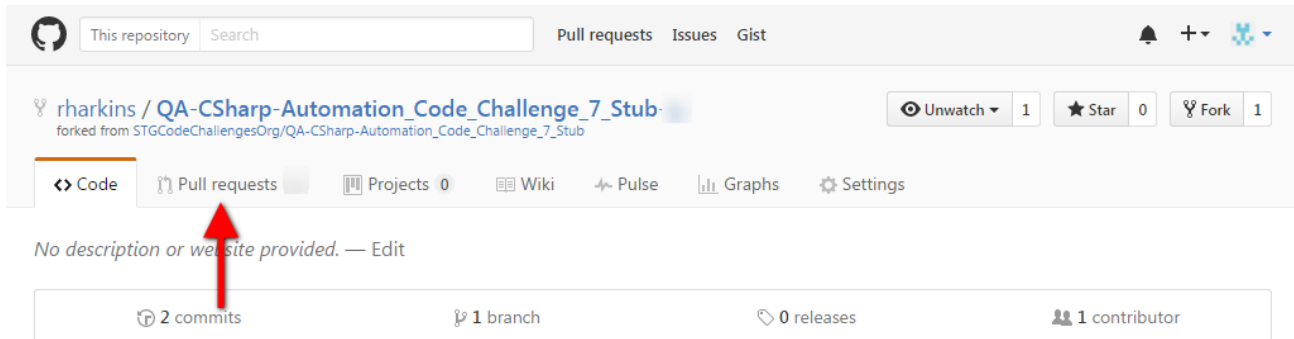 This repository Search Pull requests Issues Gist
rharkins / QA-CSharp-Automation_Code_Challenge_7_Stub-
Unwatch 1 Star 0 Fork 1
forked from STGCodeChallengesOrg/QA-CSharp-Automation_Code_Challenge_7_Stub
Code Pull requests Projects 0 Wiki Pulse Graphs Settings
No description or website provided. — Edit
2 commits 1 branch 0 releases 1 contributor